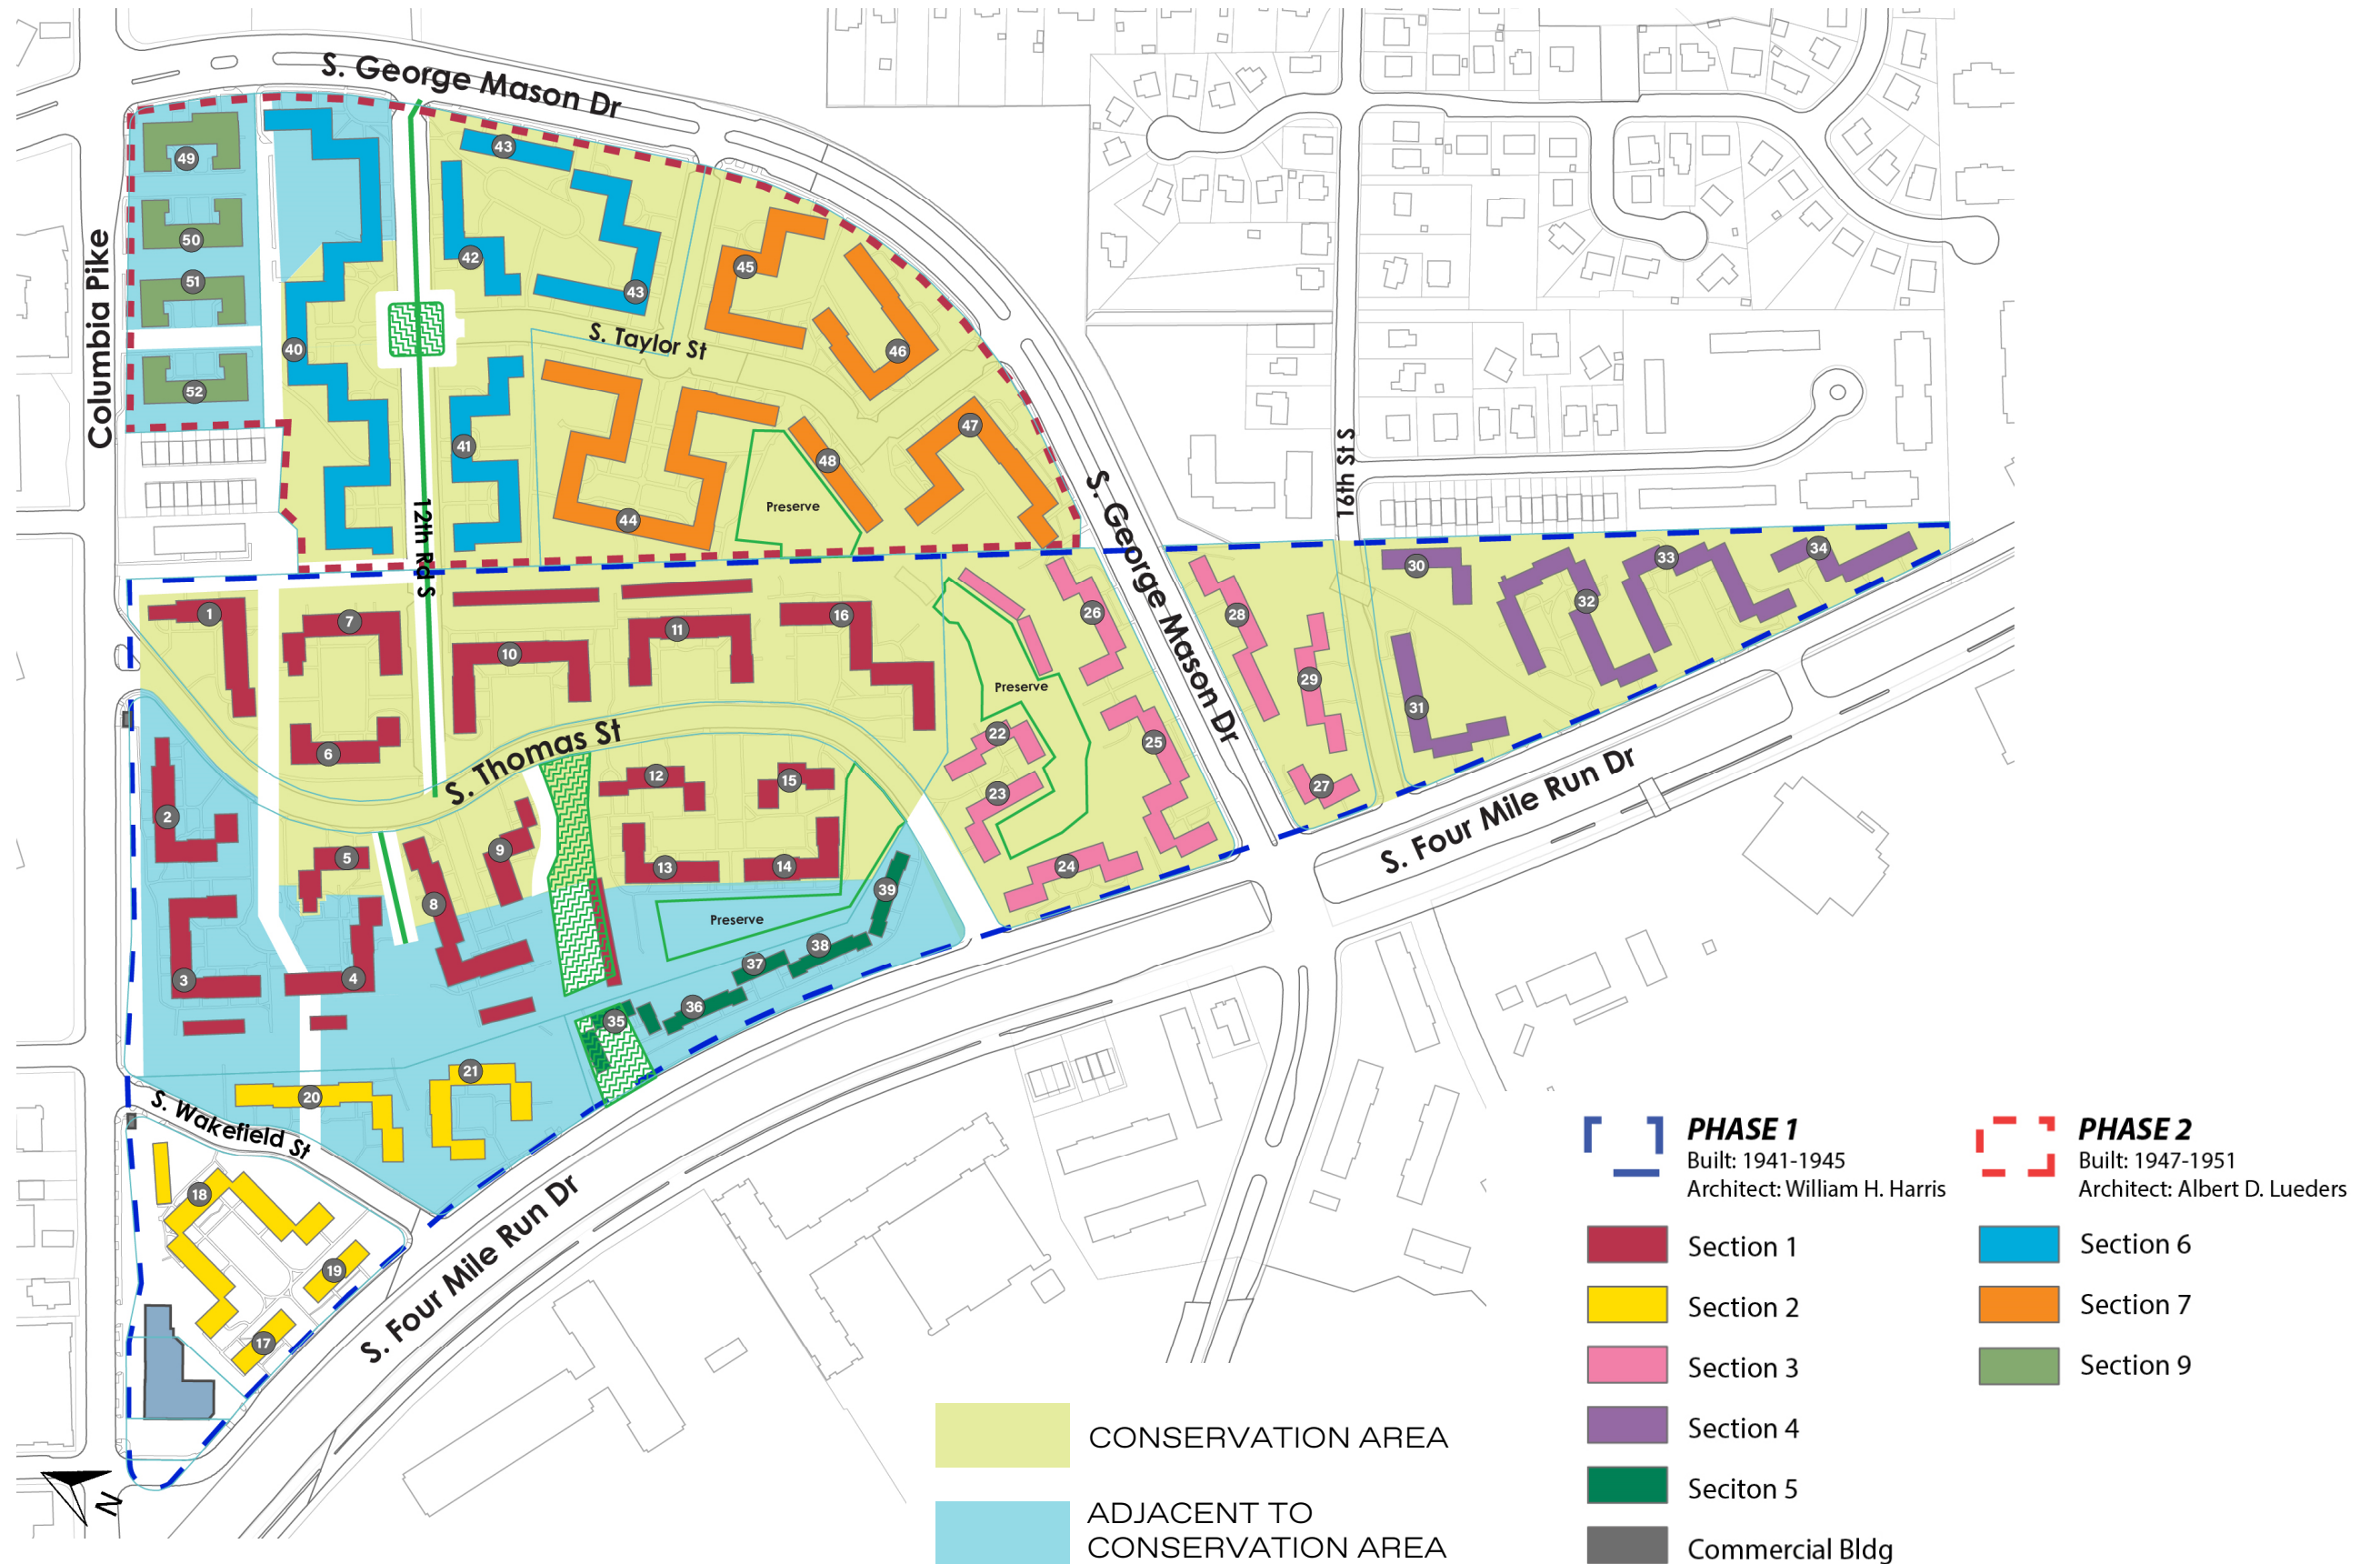 S. George Mason Dr
Columbia Pike
49
50
51
52
43
42
43
40
41
12th Rd S
S. Taylor St
45
46
47
48
44
Preserve
S. George Mason Dr
16th St S
1
7
10
11
16
6
S. Thomas St
Preserve
26
22
23
25
24
28
29
27
30
31
32
33
34
2
5
9
8
3
4
12
15
13
14
Preserve
39
38
37
36
35
S. Four Mile Run Dr
20
21
S. Wakefield St
18
19
17
S. Four Mile Run Dr
N
CONSERVATION AREA
ADJACENT TO
CONSERVATION AREA
PHASE 1
Built: 1941-1945
Architect: William H. Harris
Section 1
Section 2
Section 3
Section 4
Seciton 5
Commercial Bldg
PHASE 2
Built: 1947-1951
Architect: Albert D. Lueders
Section 6
Section 7
Section 9